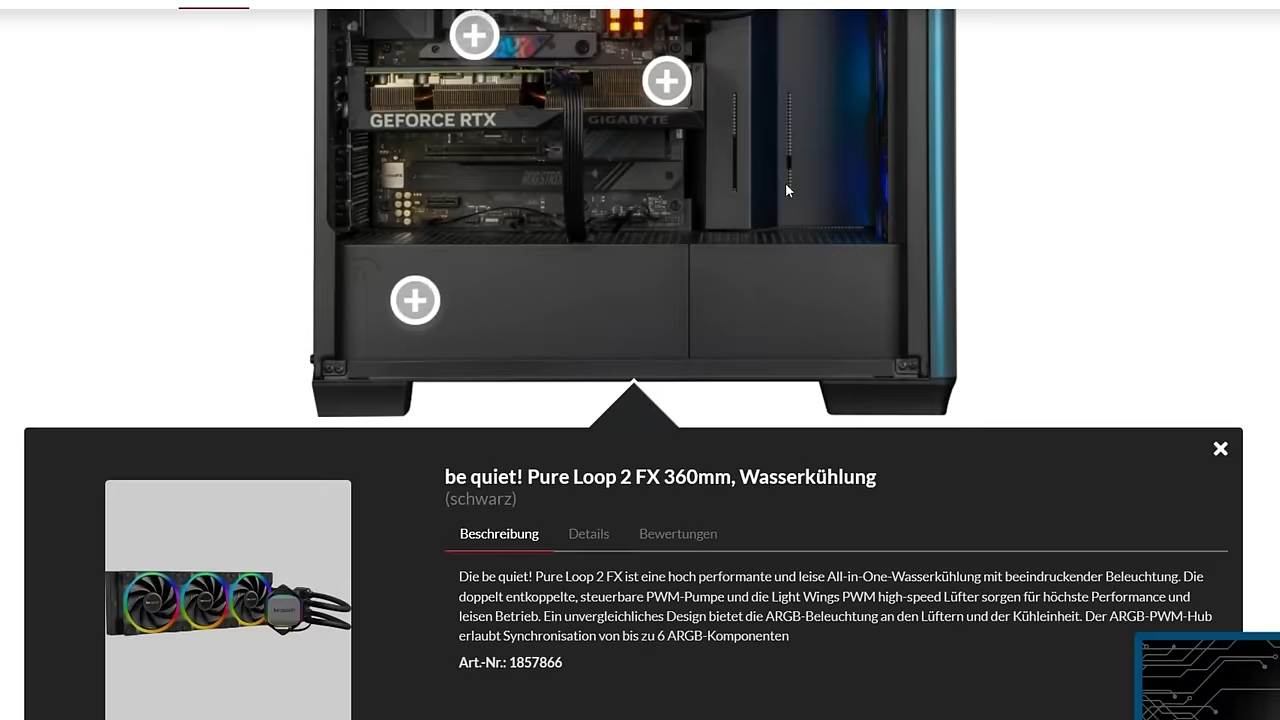 GEFORCE RTX
GIGABYTE
be quiet! Pure Loop 2 FX 360mm, Wasserkühlung
(schwarz)
Beschreibung Details Bewertungen
Die be quiet! Pure Loop 2 FX ist eine hoch performante und leise All-in-One-Wasserkühlung mit beeindruckender Beleuchtung. Die
doppelt entkoppelte, steuerbare PWM-Pumpe und die Light Wings PWM high-speed Lüfter sorgen für höchste Performance und
leisen Betrieb. Ein unvergleichliches Design bietet die ARGB-Beleuchtung an den Lüftern und der Kühleinheit. Der ARGB-PWM-Hub
erlaubt Synchronisation von bis zu 6 ARGB-Komponenten
Art.-Nr.: 1857866